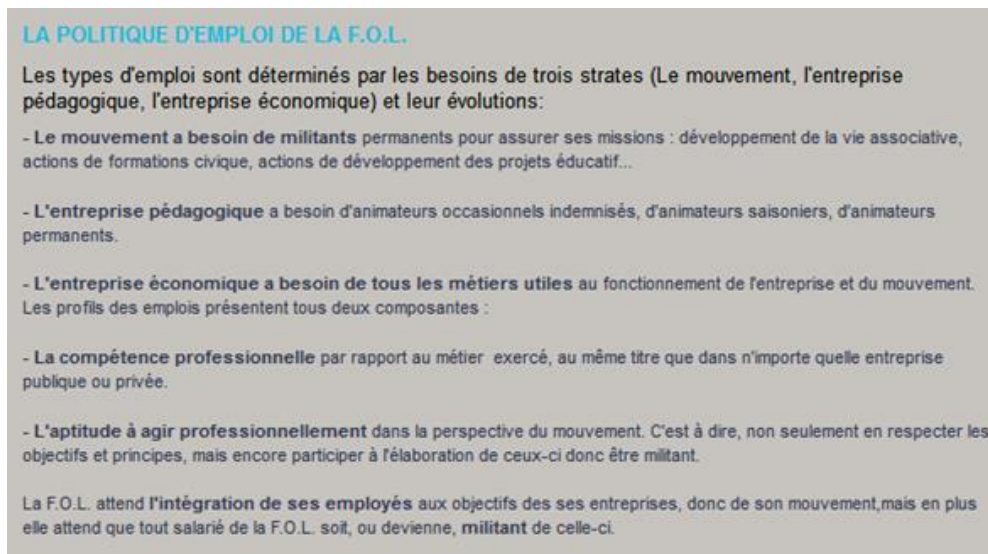 LA POLITIQUE D'EMPLOI DE LA F.O.L.
Les types d'emploi sont déterminés par les besoins de trois strates (Le mouvement, l'entreprise
pédagogique, l'entreprise économique) et leur évolutions:
- Le mouvement a besoin de militants permanents pour assurer ses missions : développement de la vie associative,
actions de formations civique, actions de développement des projets éducatif...
- L'entreprise pédagogique a besoin d'animateurs occasionnels indemnisés, d'animateurs saisoniers, d'animateurs
permanents.
- L'entreprise économique a besoin de tous les métiers utiles au fonctionnement de l'entreprise et du mouvement.
Les profils des emplois présentent tous deux composantes :
- La compétence professionnelle par rapport au métier exercé, au même titre que dans n'importe quelle entreprise
publique ou privée.
- L'aptitude à agir professionnellement dans la perspective du mouvement. C'est à dire, non seulement en respecter les
objectifs et principes, mais encore participer à l'élaboration de ceux-ci donc être militant.
La F.O.L. attend l'intégration de ses employés aux objectifs des ses entreprises, donc de son mouvement,mais en plus
elle attend que tout salarié de la F.O.L. soit, ou devienne, militant de celle-ci.